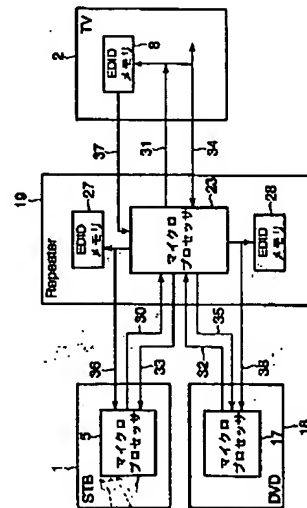 TV
2
EDID
メモリ
8
37
31
34
19
Repeater
EDID
メモリ
27
23
マイクロ
プロセッサ
EDID
メモリ
28
36
30
33
32
35
38
1
STB
5
マイクロ
プロセッサ
DVD
マイクロ
プロセッサ
17
18